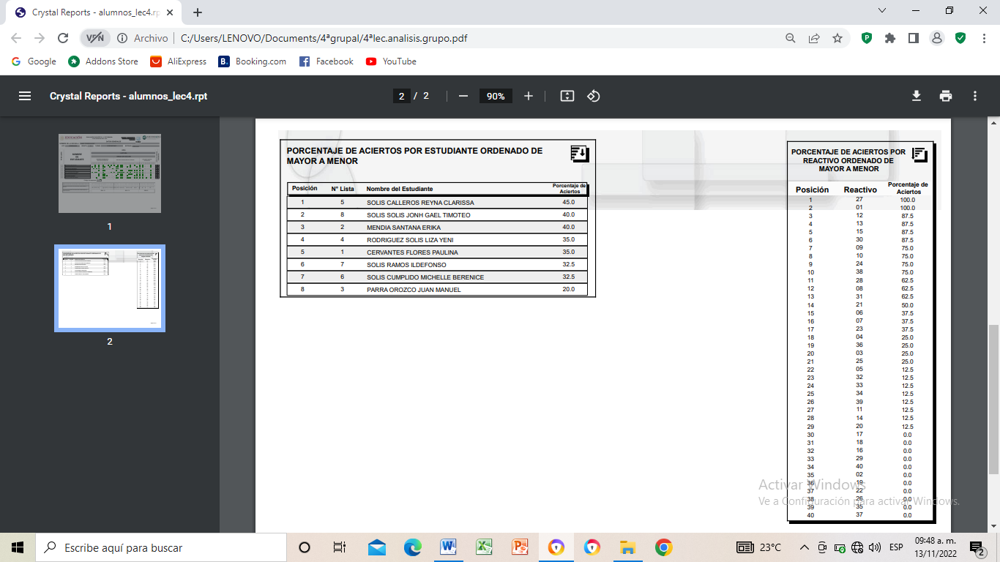 Crystal Reports - alumnos_lec4.rp
VPN
Archivo
C:/Users/LENOVO/Documents/4ªgrupal/4ªlec.analisis.grupo.pdf
Google
Addons Store
AliExpress
Booking.com
Facebook
YouTube
Crystal Reports - alumnos_lec4.rpt
2 / 2
90%
1
2
PORCENTAJE DE ACIERTOS POR ESTUDIANTE ORDENADO DE
MAYOR A MENOR
Posición N° Lista Nombre del Estudiante Porcentaje de Aciertos
1 5 SOLIS CALLEROS REYNA CLARISSA 45.0
2 8 SOLIS SOLIS JONH GAEL TIMOTEO 40.0
3 2 MENDIA SANTANA ERIKA 40.0
4 4 RODRIGUEZ SOLIS LIZA YENI 35.0
5 1 CERVANTES FLORES PAULINA 35.0
6 7 SOLIS RAMOS ILDEFONSO 32.5
7 6 SOLIS CUMPLIDO MICHELLE BERENICE 32.5
8 3 PARRA OROZCO JUAN MANUEL 20.0
PORCENTAJE DE ACIERTOS POR
REACTIVO ORDENADO DE
MAYOR A MENOR
Posición Reactivo Porcentaje de Aciertos
1 27 100.0
2 01 100.0
3 12 87.5
4 13 87.5
5 15 87.5
6 30 87.5
7 09 75.0
8 10 75.0
9 24 75.0
10 38 75.0
11 28 62.5
12 08 62.5
13 31 62.5
14 21 50.0
15 06 37.5
16 07 37.5
17 23 37.5
18 04 25.0
19 36 25.0
20 03 25.0
21 25 25.0
22 05 12.5
23 32 12.5
24 33 12.5
25 34 12.5
26 39 12.5
27 11 12.5
28 14 12.5
29 20 12.5
30 17 0.0
31 18 0.0
32 16 0.0
33 29 0.0
34 40 0.0
35 02 0.0
36 19 0.0
37 22 0.0
38 26 0.0
39 35 0.0
40 37 0.0
Activar Windows
Ve a Configuración para activar Windows.
Escribe aquí para buscar
23°C
ESP
09:48 a. m.
13/11/2022
2